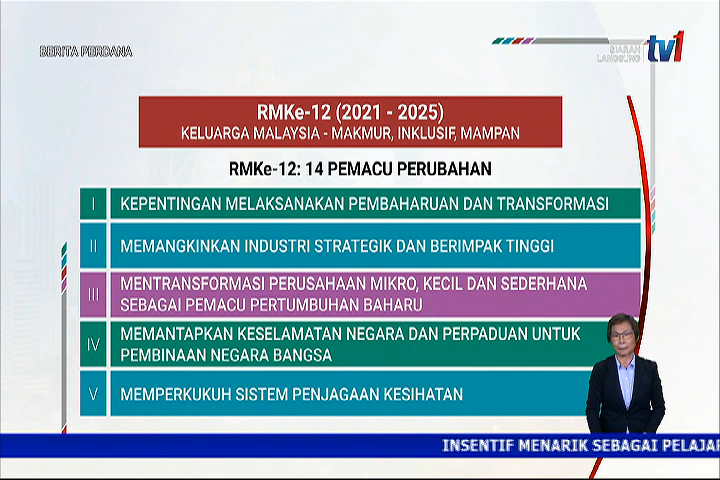 BERITA PERDANA
SIARAN
LANGSUNG
tv1
RMKe-12 (2021 - 2025)
KELUARGA MALAYSIA - MAKMUR, INKLUSIF, MAMPAN
RMKe-12: 14 PEMACU PERUBAHAN
I KEPENTINGAN MELAKSANAKAN PEMBAHARUAN DAN TRANSFORMASI
II MEMANGKINKAN INDUSTRI STRATEGIK DAN BERIMPAK TINGGI
III MENTRANSFORMASI PERUSAHAAN MIKRO, KECIL DAN SEDERHANA
SEBAGAI PEMACU PERTUMBUHAN BAHARU
IV MEMANTAPKAN KESELAMATAN NEGARA DAN PERPADUAN UNTUK
PEMBINAAN NEGARA BANGSA
V MEMPERKUKUH SISTEM PENJAGAAN KESIHATAN
INSENTIF MENARIK SEBAGAI PELAJAR